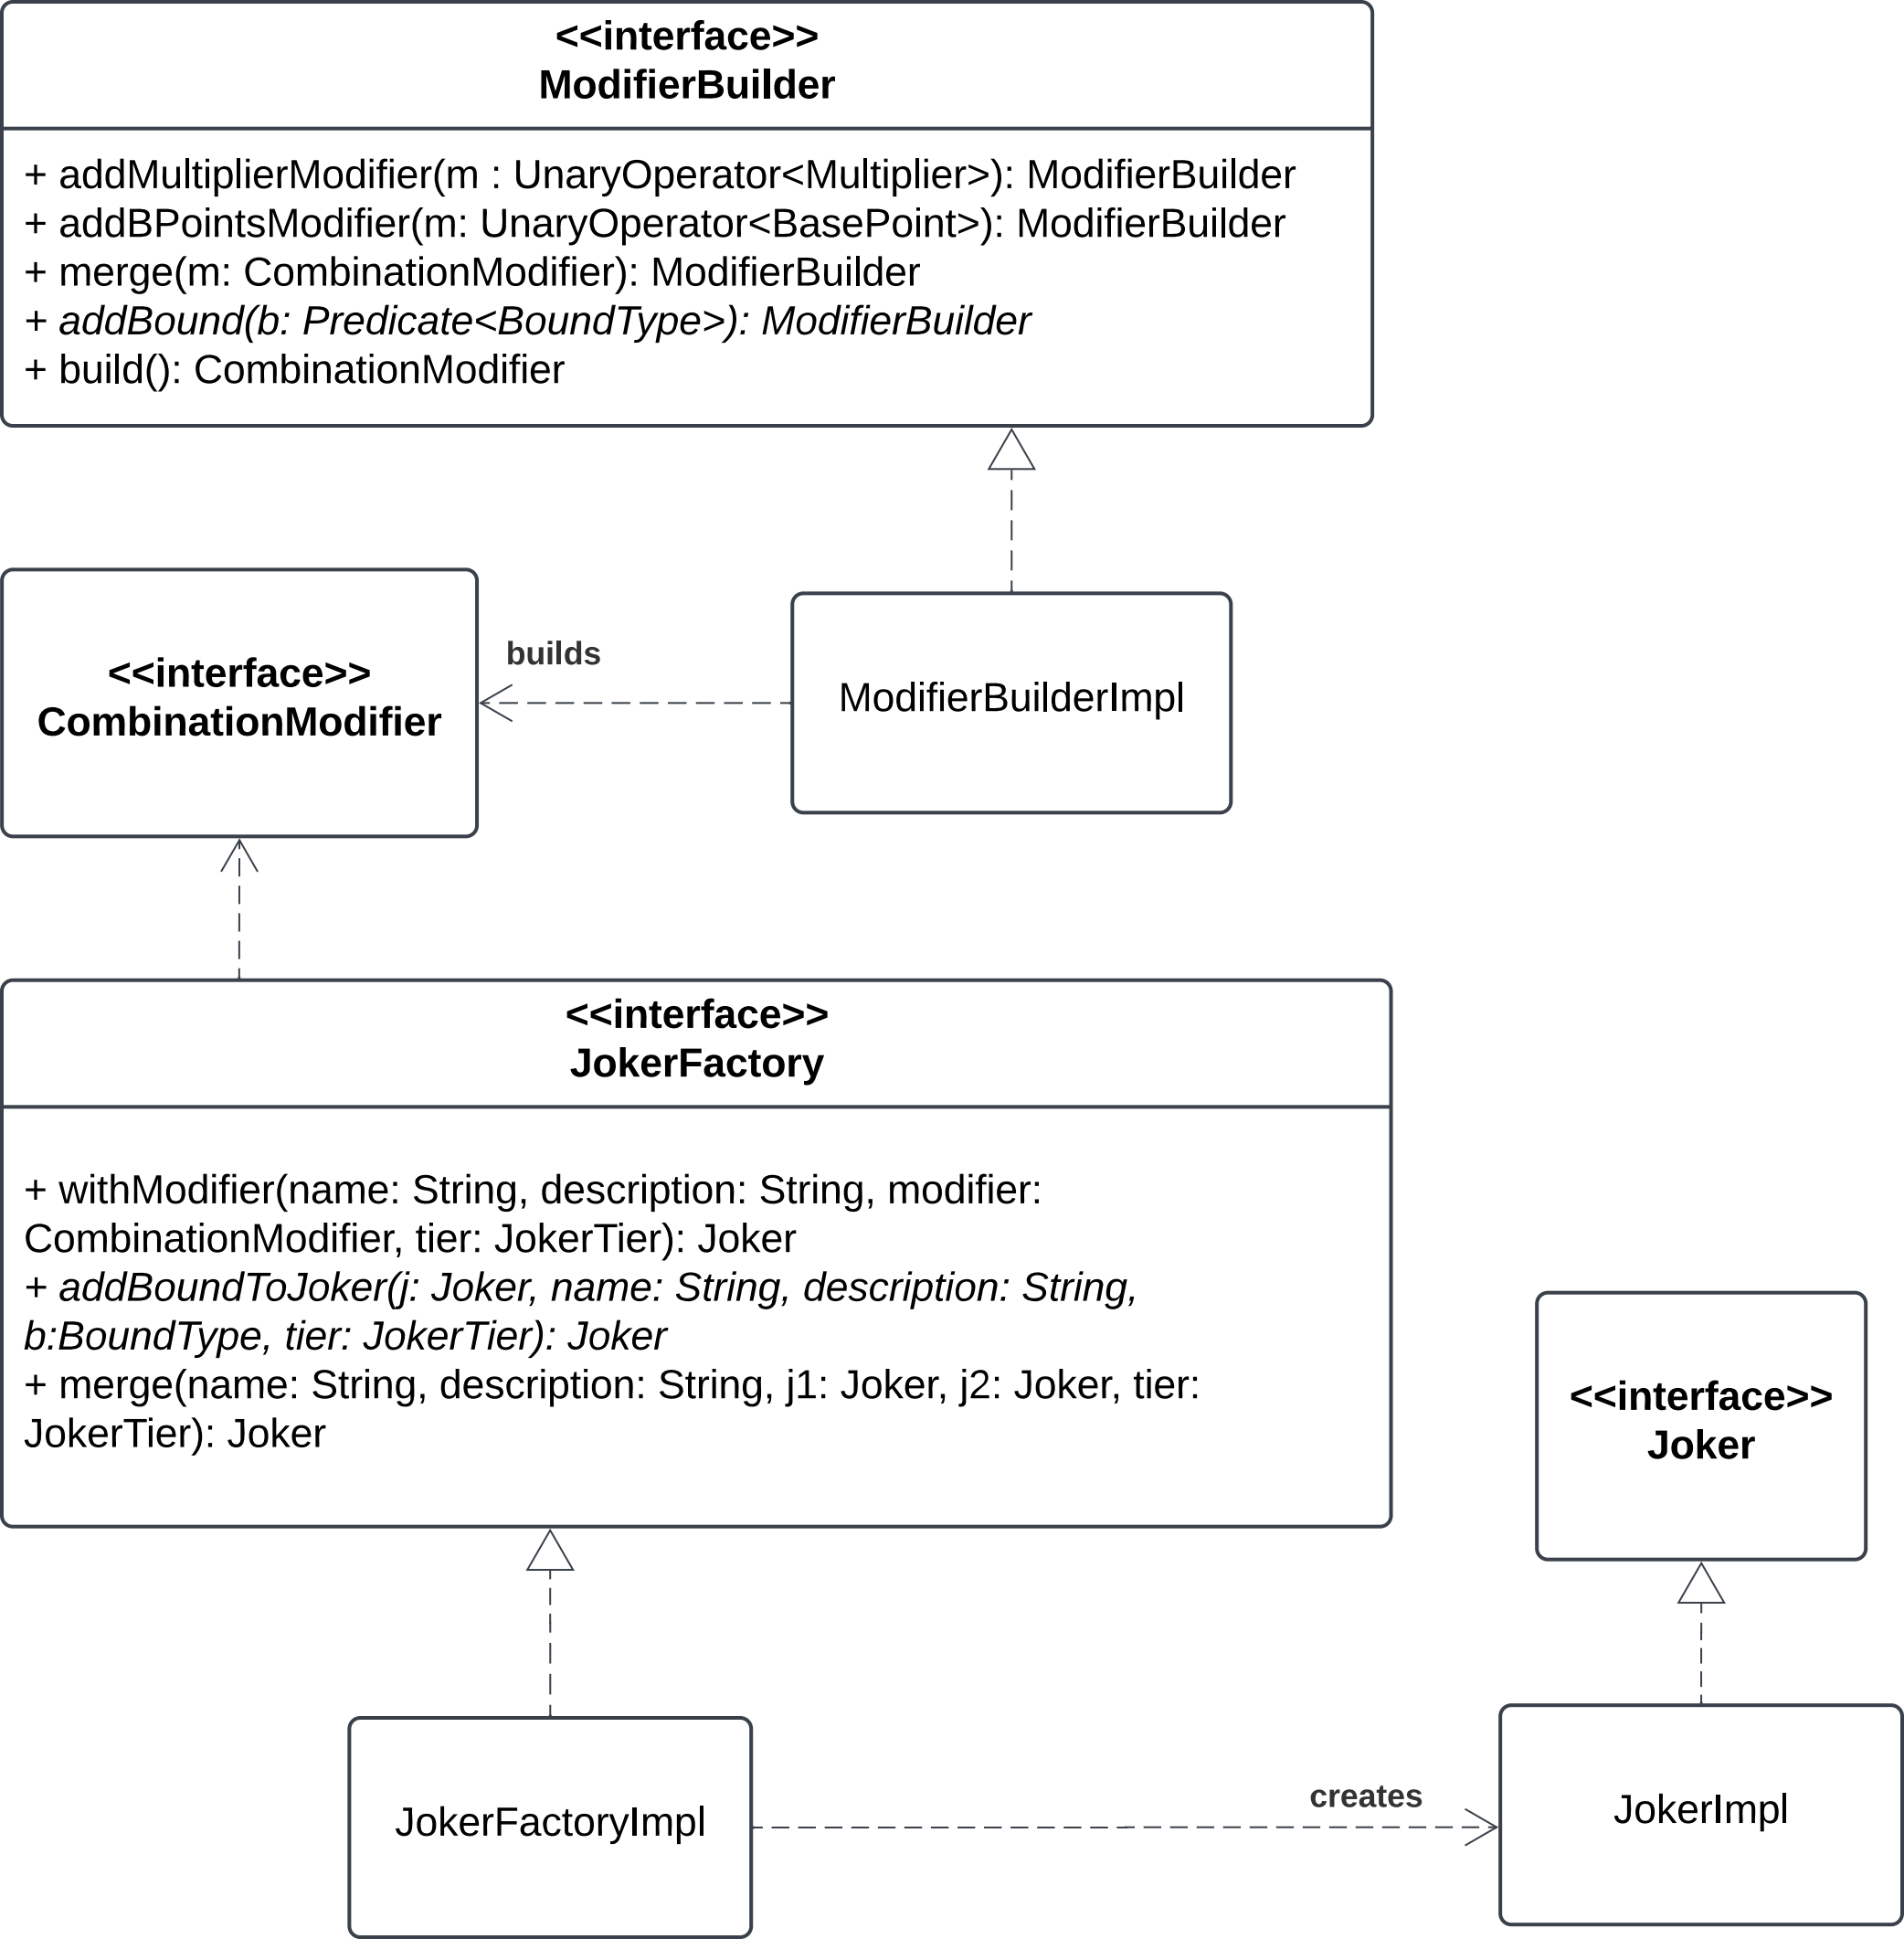 <<interface>>
ModifierBuilder
+ addMultiplierModifier(m : UnaryOperator<Multiplier>): ModifierBuilder
+ addBPointsModifier(m: UnaryOperator<BasePoint>): ModifierBuilder
+ merge(m: CombinationModifier): ModifierBuilder
+ addBound(b: Predicate<BoundType>): ModifierBuilder
+ build(): CombinationModifier
<<interface>>
CombinationModifier
builds
ModifierBuilderImpl
<<interface>>
JokerFactory
+ withModifier(name: String, description: String, modifier:
CombinationModifier, tier: JokerTier): Joker
+ addBoundToJoker(j: Joker, name: String, description: String,
b:BoundType, tier: JokerTier): Joker
+ merge(name: String, description: String, j1: Joker, j2: Joker, tier:
JokerTier): Joker
<<interface>>
Joker
JokerFactoryImpl
creates
JokerImpl